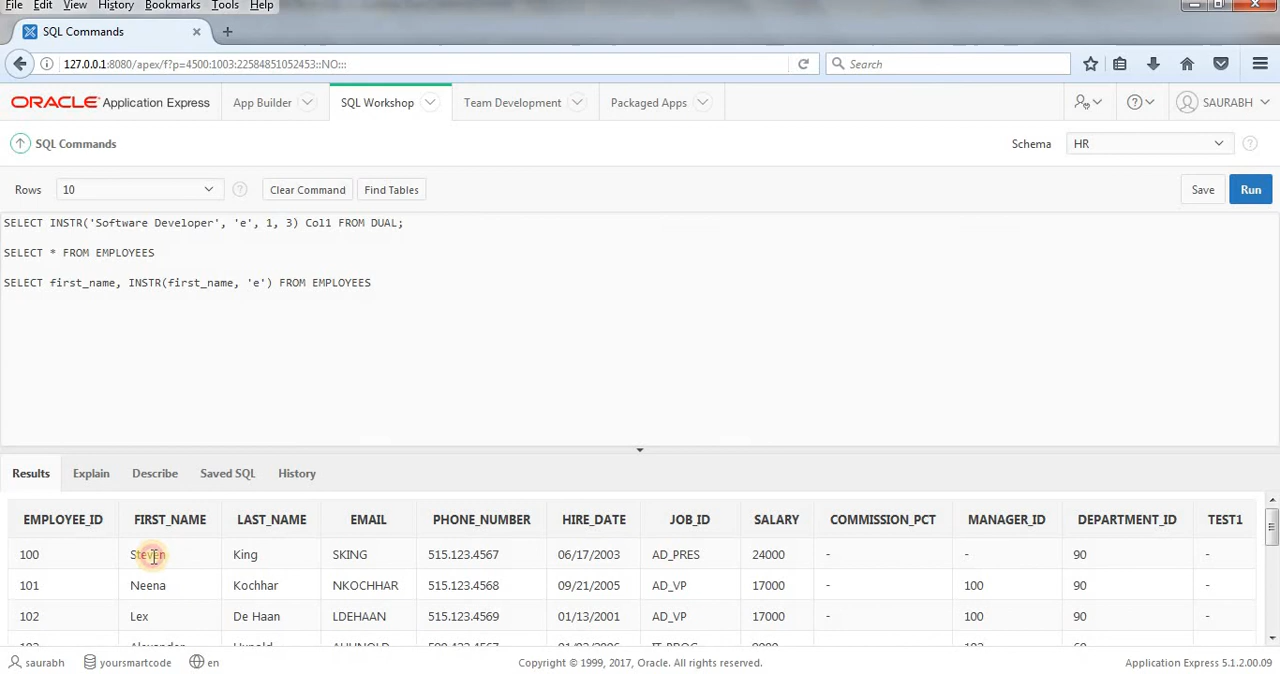 File Edit View History Bookmarks Tools Help
SQL Commands × +
127.0.0.1:8080/apex/f?p=4500:1003:22584851052453::NO::: Search
ORACLE Application Express App Builder SQL Workshop Team Development Packaged Apps SAURABH
SQL Commands Schema HR
Rows 10 Clear Command Find Tables Save Run
SELECT INSTR('Software Developer', 'e', 1, 3) Col1 FROM DUAL;
SELECT * FROM EMPLOYEES
SELECT first_name, INSTR(first_name, 'e') FROM EMPLOYEES
Results Explain Describe Saved SQL History
EMPLOYEE_ID FIRST_NAME LAST_NAME EMAIL PHONE_NUMBER HIRE_DATE JOB_ID SALARY COMMISSION_PCT MANAGER_ID DEPARTMENT_ID TEST1
100 Steven King SKING 515.123.4567 06/17/2003 AD_PRES 24000 - - 90 -
101 Neena Kochhar NKOCHHAR 515.123.4568 09/21/2005 AD_VP 17000 - 100 90 -
102 Lex De Haan LDEHAAN 515.123.4569 01/13/2001 AD_VP 17000 - 100 90 -
saurabh yoursmartcode en Copyright © 1999, 2017, Oracle. All rights reserved. Application Express 5.1.2.00.09